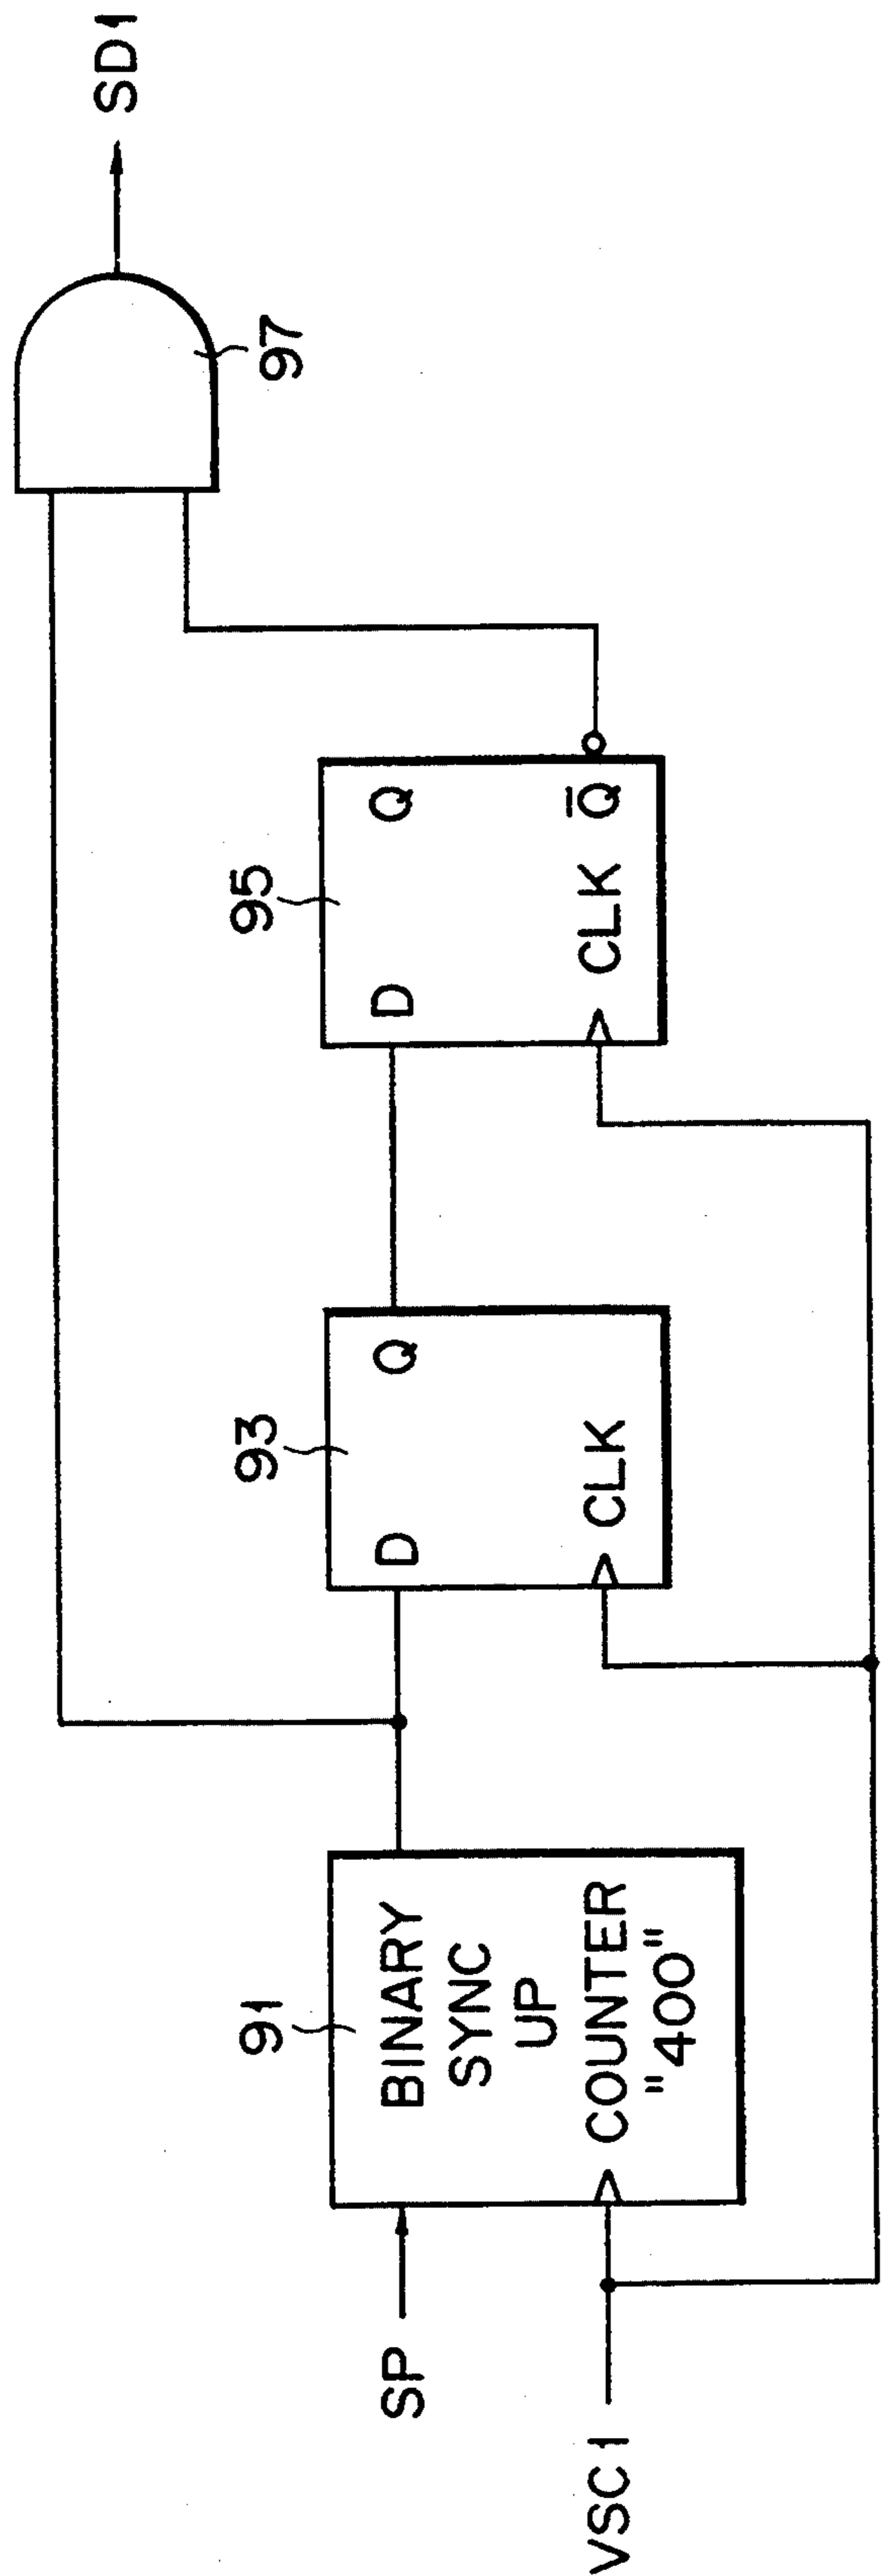 SP
VSC1
91
BINARY
SYNC
UP
COUNTER
"400"
93
D
Q
CLK
95
D
Q
CLK
Q̄
97
SD1